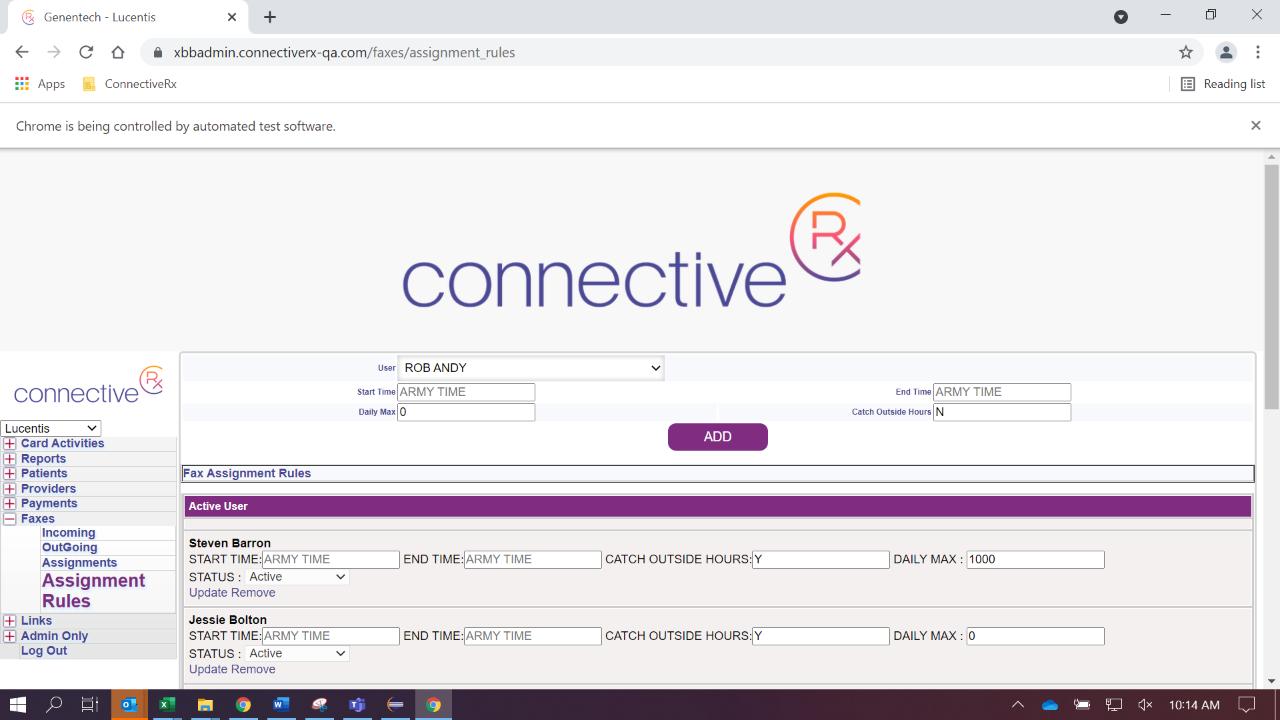 Genentech - Lucentis
xbbadmin.connectiverx-qa.com/faxes/assignment_rules
Apps ConnectiveRx Reading list
Chrome is being controlled by automated test software.
connective Rx
connective Rx
Lucentis
Card Activities
Reports
Patients
Providers
Payments
Faxes
Incoming
OutGoing
Assignments
Assignment
Rules
Links
Admin Only
Log Out
User ROB ANDY
Start Time ARMY TIME End Time ARMY TIME
Daily Max 0 Catch Outside Hours N
ADD
Fax Assignment Rules
Active User
Steven Barron
START TIME: ARMY TIME END TIME: ARMY TIME CATCH OUTSIDE HOURS: Y DAILY MAX : 1000
STATUS : Active
Update Remove
Jessie Bolton
START TIME: ARMY TIME END TIME: ARMY TIME CATCH OUTSIDE HOURS: Y DAILY MAX : 0
STATUS : Active
Update Remove
10:14 AM